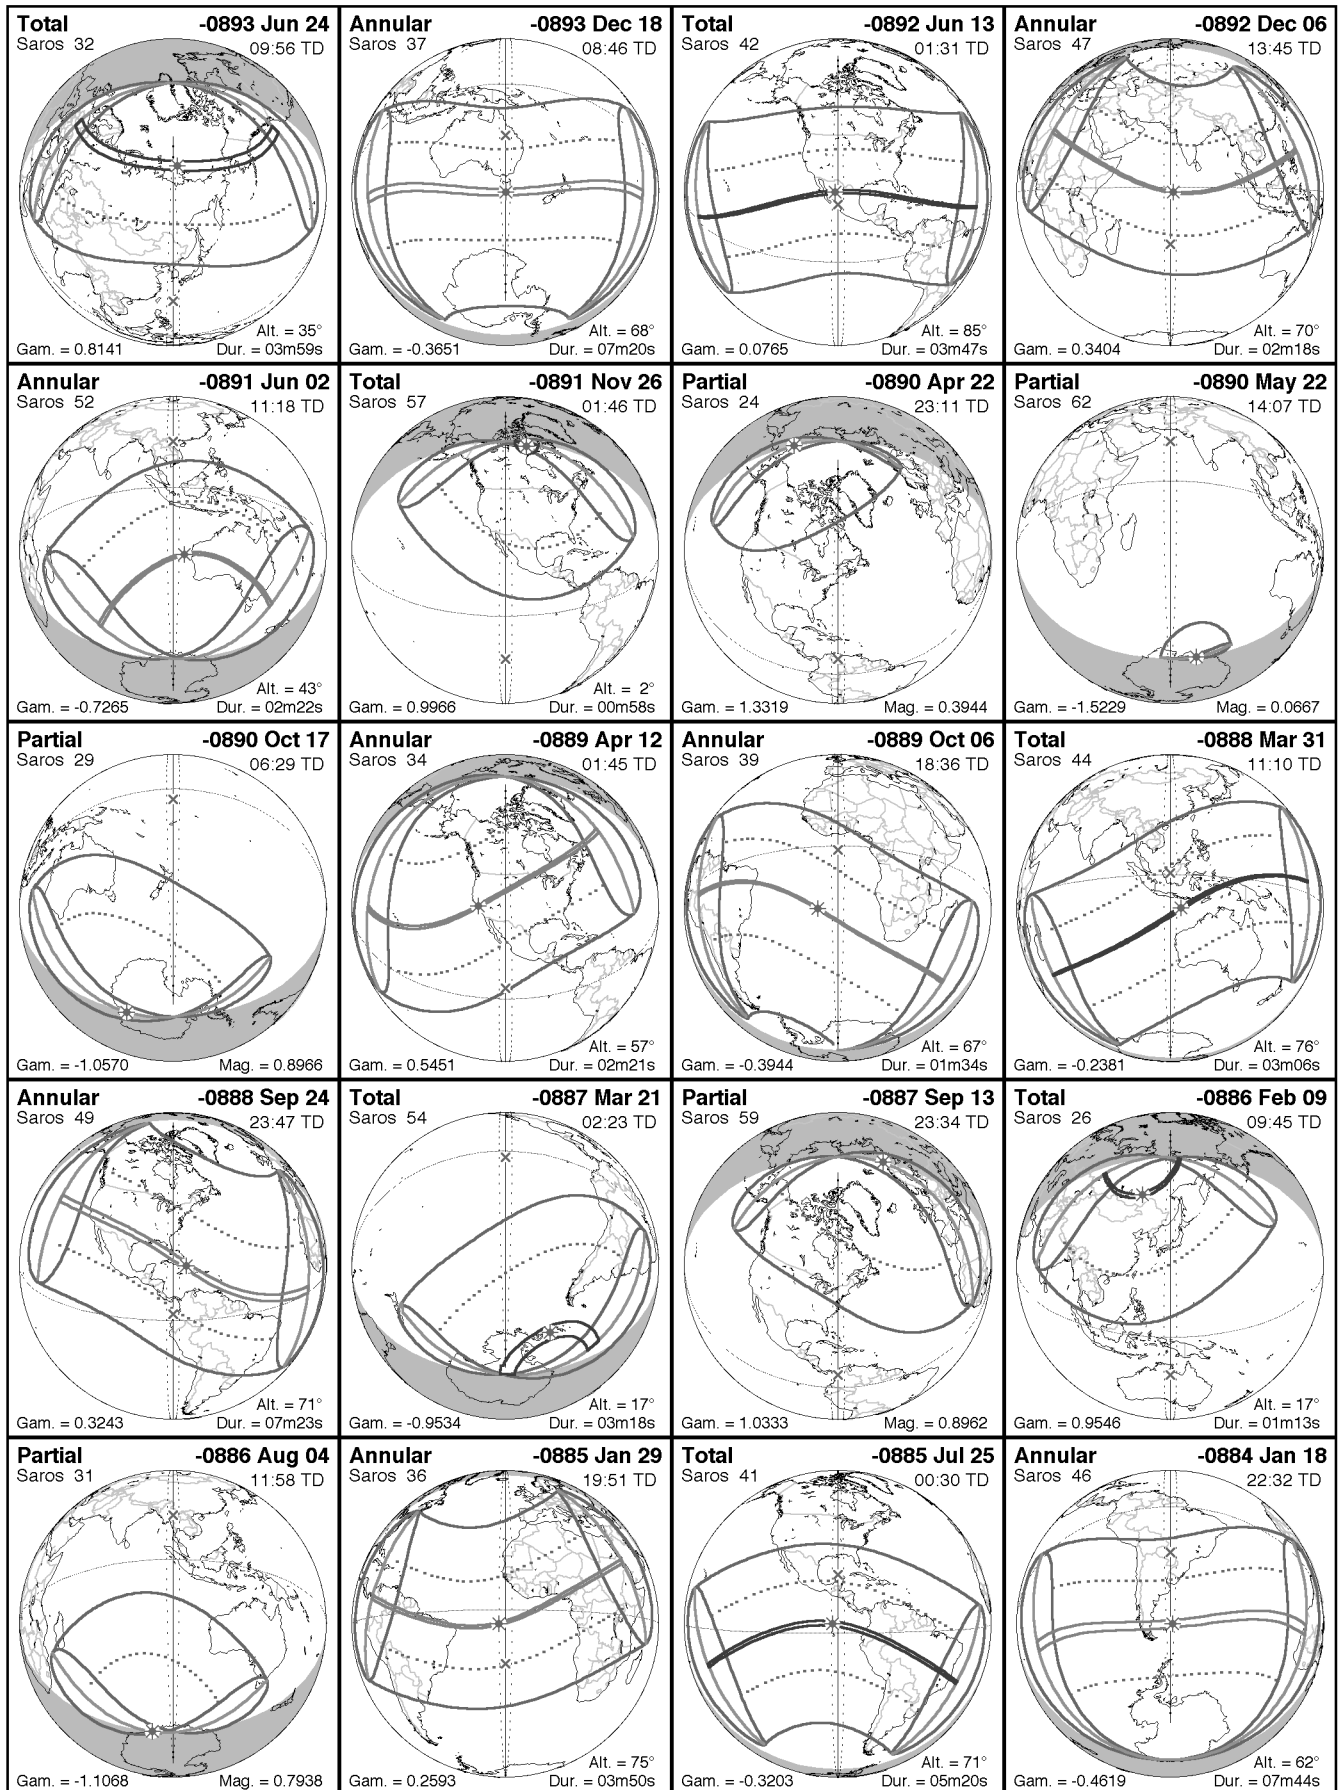 Total -0893 Jun 24
Saros 32 09:56 TD
Alt. = 35°
Gam. = 0.8141 Dur. = 03m59s
Annular -0893 Dec 18
Saros 37 08:46 TD
Alt. = 68°
Gam. = -0.3651 Dur. = 07m20s
Total -0892 Jun 13
Saros 42 01:31 TD
Alt. = 85°
Gam. = 0.0765 Dur. = 03m47s
Annular -0892 Dec 06
Saros 47 13:45 TD
Alt. = 70°
Gam. = 0.3404 Dur. = 02m18s
Annular -0891 Jun 02
Saros 52 11:18 TD
Alt. = 43°
Gam. = -0.7265 Dur. = 02m22s
Total -0891 Nov 26
Saros 57 01:46 TD
Alt. = 2°
Gam. = 0.9966 Dur. = 00m58s
Partial -0890 Apr 22
Saros 24 23:11 TD
Gam. = 1.3319 Mag. = 0.3944
Partial -0890 May 22
Saros 62 14:07 TD
Gam. = -1.5229 Mag. = 0.0667
Partial -0890 Oct 17
Saros 29 06:29 TD
Gam. = -1.0570 Mag. = 0.8966
Annular -0889 Apr 12
Saros 34 01:45 TD
Alt. = 57°
Gam. = 0.5451 Dur. = 02m21s
Annular -0889 Oct 06
Saros 39 18:36 TD
Alt. = 67°
Gam. = -0.3944 Dur. = 01m34s
Total -0888 Mar 31
Saros 44 11:10 TD
Alt. = 76°
Gam. = -0.2381 Dur. = 03m06s
Annular -0888 Sep 24
Saros 49 23:47 TD
Alt. = 71°
Gam. = 0.3243 Dur. = 07m23s
Total -0887 Mar 21
Saros 54 02:23 TD
Alt. = 17°
Gam. = -0.9534 Dur. = 03m18s
Partial -0887 Sep 13
Saros 59 23:34 TD
Gam. = 1.0333 Mag. = 0.8962
Total -0886 Feb 09
Saros 26 09:45 TD
Alt. = 17°
Gam. = 0.9546 Dur. = 01m13s
Partial -0886 Aug 04
Saros 31 11:58 TD
Gam. = -1.1068 Mag. = 0.7938
Annular -0885 Jan 29
Saros 36 19:51 TD
Alt. = 75°
Gam. = 0.2593 Dur. = 03m50s
Total -0885 Jul 25
Saros 41 00:30 TD
Alt. = 71°
Gam. = -0.3203 Dur. = 05m20s
Annular -0884 Jan 18
Saros 46 22:32 TD
Alt. = 62°
Gam. = -0.4619 Dur. = 07m44s